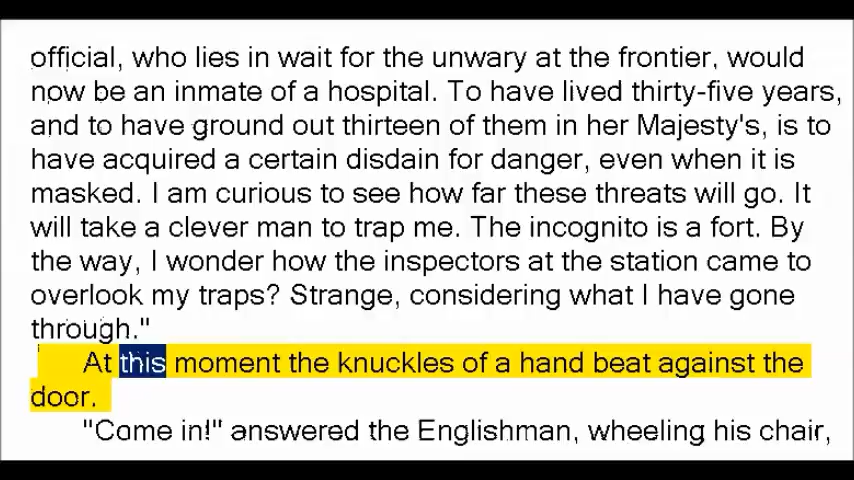 official, who lies in wait for the unwary at the frontier, would
now be an inmate of a hospital. To have lived thirty-five years,
and to have ground out thirteen of them in her Majesty's, is to
have acquired a certain disdain for danger, even when it is
masked. I am curious to see how far these threats will go. It
will take a clever man to trap me. The incognito is a fort. By
the way, I wonder how the inspectors at the station came to
overlook my traps? Strange, considering what I have gone
through."
At this moment the knuckles of a hand beat against the
door.
"Come in!" answered the Englishman, wheeling his chair,